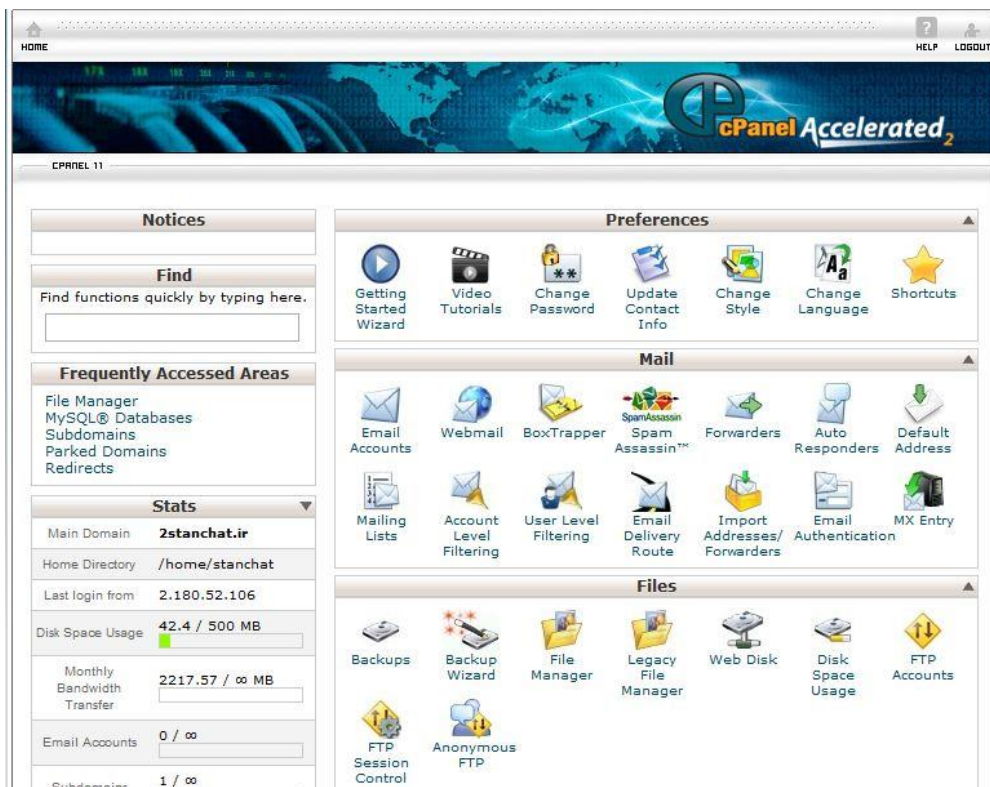 HOME
HELP
LOGOUT
cPanel Accelerated2
CPANEL 11
Notices
Find
Find functions quickly by typing here.
Frequently Accessed Areas
File Manager
MySQL® Databases
Subdomains
Parked Domains
Redirects
Stats
Main Domain 2stanchat.ir
Home Directory /home/stanchat
Last login from 2.180.52.106
Disk Space Usage 42.4 / 500 MB
Monthly
Bandwidth
Transfer
2217.57 / ∞ MB
Email Accounts 0 / ∞
Subdomains 1 / ∞
Preferences
Getting
Started
Wizard
Video
Tutorials
Change
Password
Update
Contact
Info
Change
Style
Change
Language
Shortcuts
Mail
Email
Accounts
Webmail
BoxTrapper
SpamAssassin
Spam
Assassin™
Forwarders
Auto
Responders
Default
Address
Mailing
Lists
Account
Level
Filtering
User Level
Filtering
Email
Delivery
Route
Import
Addresses/
Forwarders
Email
Authentication
MX Entry
Files
Backups
Backup
Wizard
File
Manager
Legacy
File
Manager
Web Disk
Disk
Space
Usage
FTP
Accounts
FTP
Session
Control
Anonymous
FTP